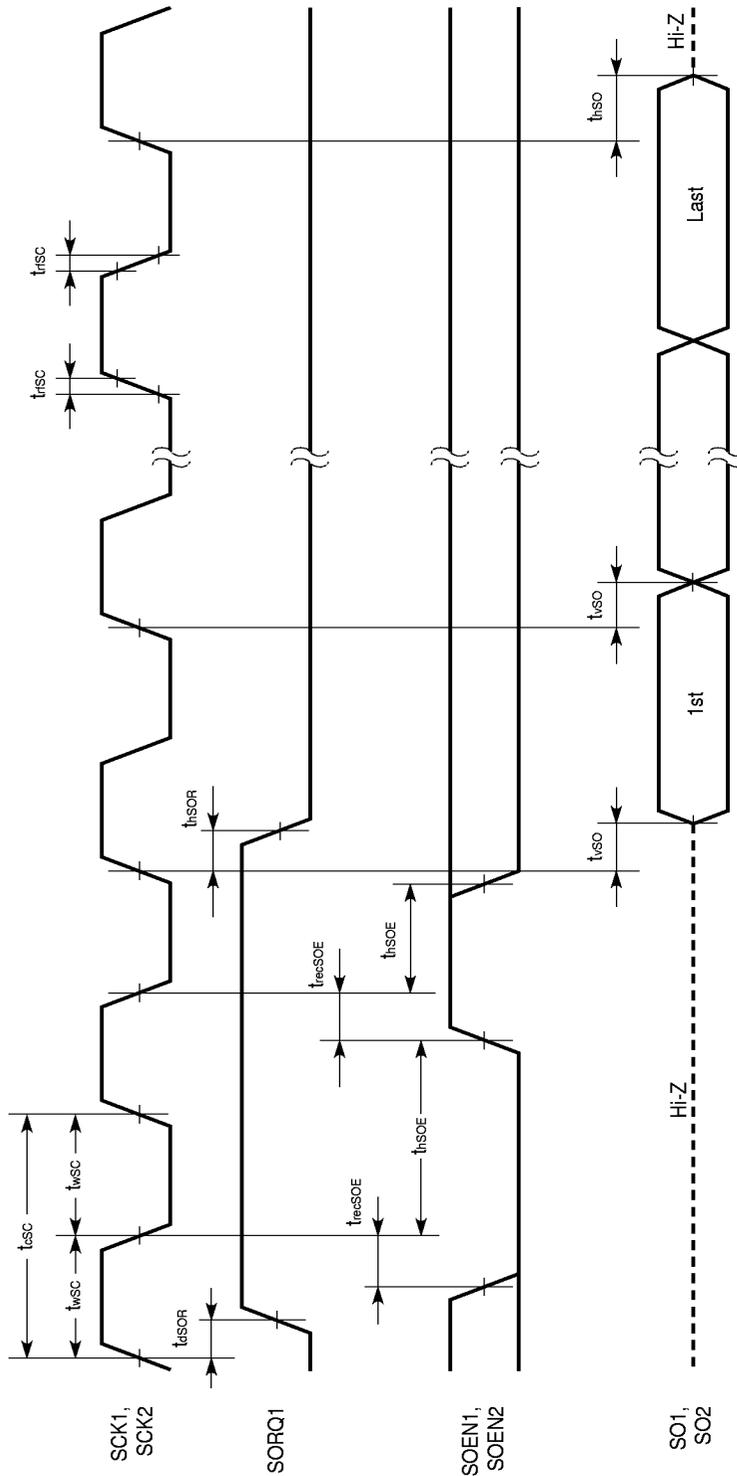 SCK1,
SCK2
tcSC
twSC
twSC
trfSC
trfSC
SORQ1
tdSOR
thSOR
SOEN1,
SOEN2
trecSOE
thSOE
trecSOE
thSOE
SO1,
SO2
Hi-Z
tvSO
1st
tvSO
Last
thSO
Hi-Z